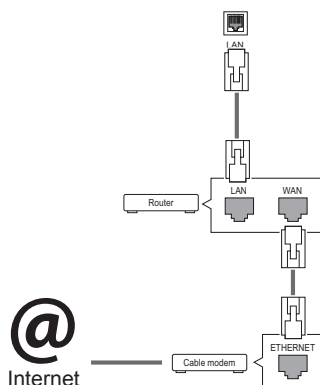 LAN
LAN WAN
Router
ETHERNET
Cable modem
@
Internet